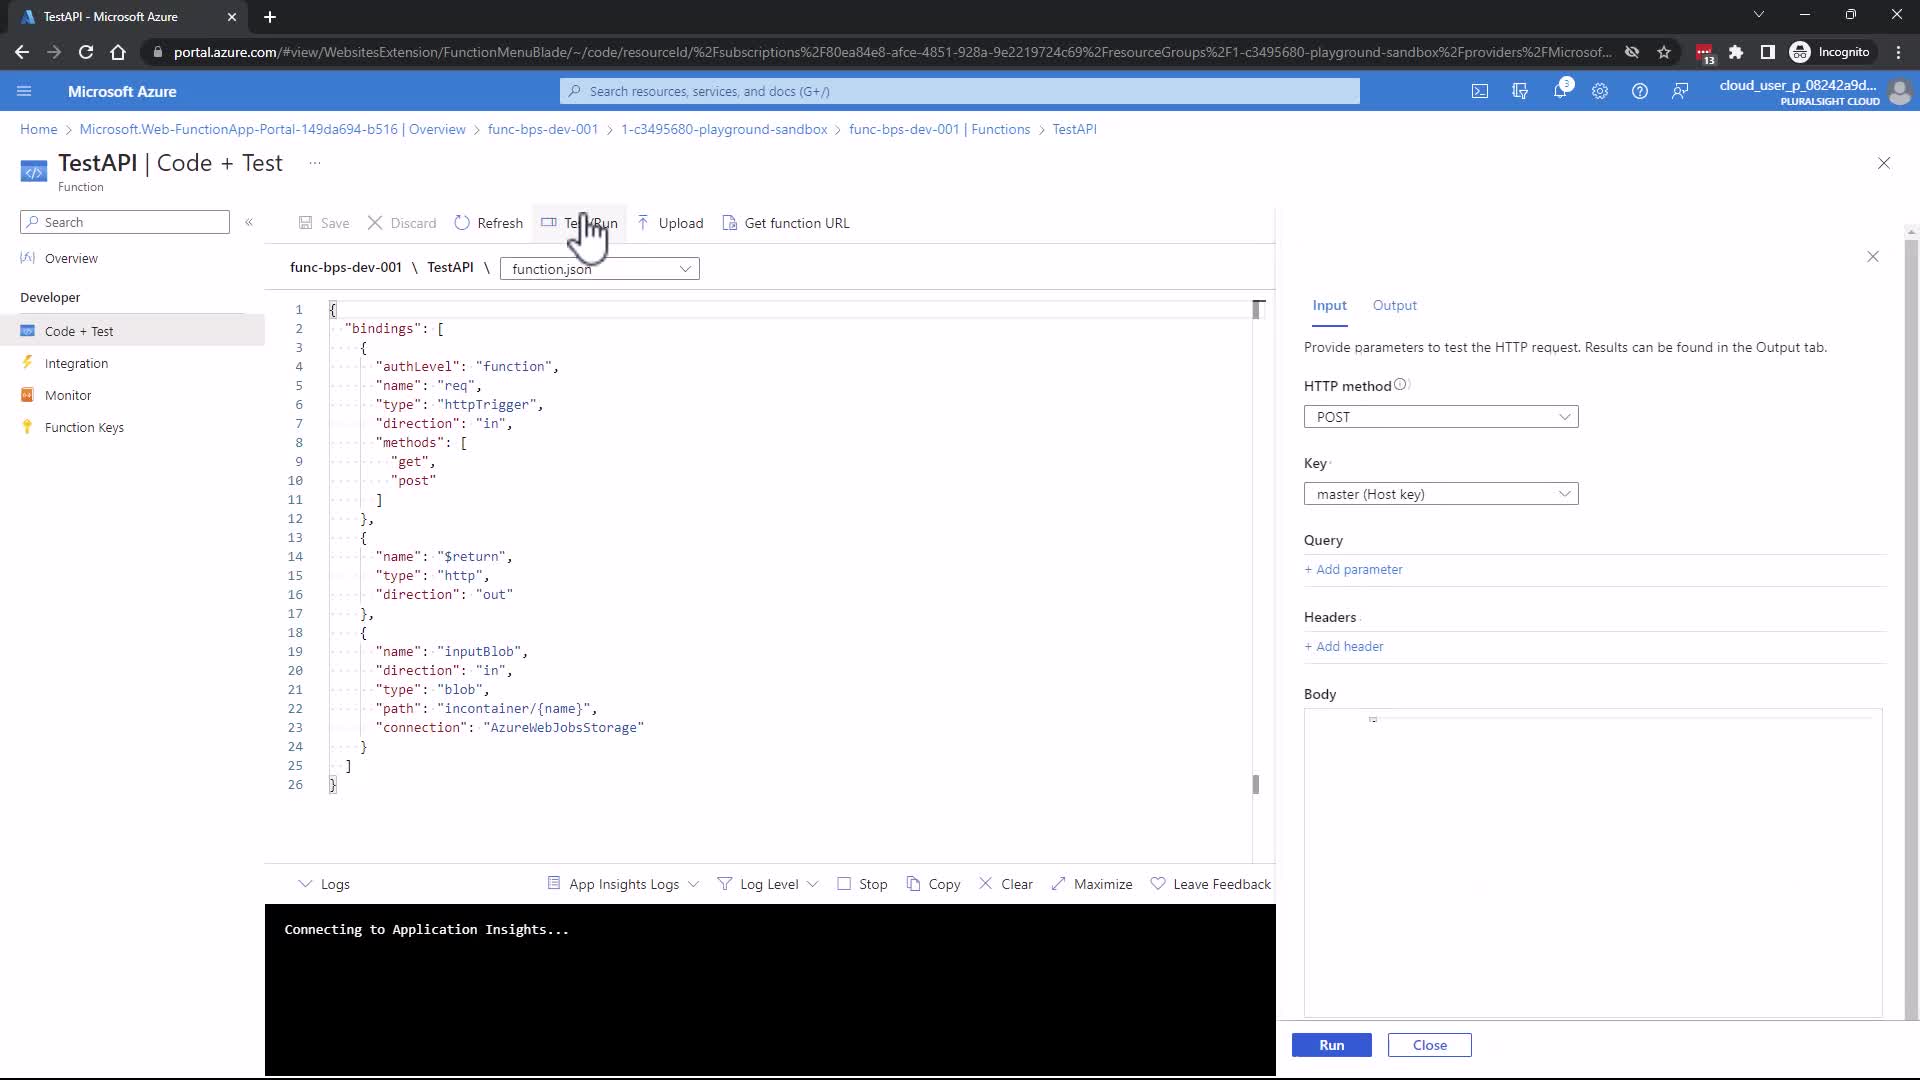 TestAPI - Microsoft Azure
portal.azure.com/#view/WebsitesExtension/FunctionMenuBlade/~/code/resourceId/%2Fsubscriptions%2F80ea84e8-afce-4851-928a-9e2219724c69%2FresourceGroups%2F1-c3495680-playground-sandbox%2Fproviders%2FMicrosof...
13
Incognito
Microsoft Azure
Search resources, services, and docs (G+/)
3
cloud_user_p_08242a9d...
PLURALSIGHT CLOUD
Home > Microsoft.Web-FunctionApp-Portal-149da694-b516 | Overview > func-bps-dev-001 > 1-c3495680-playground-sandbox > func-bps-dev-001 | Functions > TestAPI
TestAPI | Code + Test ...
Function
Search
«
Overview
Developer
Code + Test
Integration
Monitor
Function Keys
Save Discard Refresh Test/Run Upload Get function URL
func-bps-dev-001 \ TestAPI \ function.json
1 {
2 "bindings": [
3 {
4 "authLevel": "function",
5 "name": "req",
6 "type": "httpTrigger",
7 "direction": "in",
8 "methods": [
9 "get",
10 "post"
11 ]
12 },
13 {
14 "name": "$return",
15 "type": "http",
16 "direction": "out"
17 },
18 {
19 "name": "inputBlob",
20 "direction": "in",
21 "type": "blob",
22 "path": "incontainer/{name}",
23 "connection": "AzureWebJobsStorage"
24 }
25 ]
26 }
Logs
App Insights Logs Log Level Stop Copy Clear Maximize Leave Feedback
Connecting to Application Insights...
Input Output
Provide parameters to test the HTTP request. Results can be found in the Output tab.
HTTP method
POST
Key
master (Host key)
Query
+ Add parameter
Headers
+ Add header
Body
Run Close